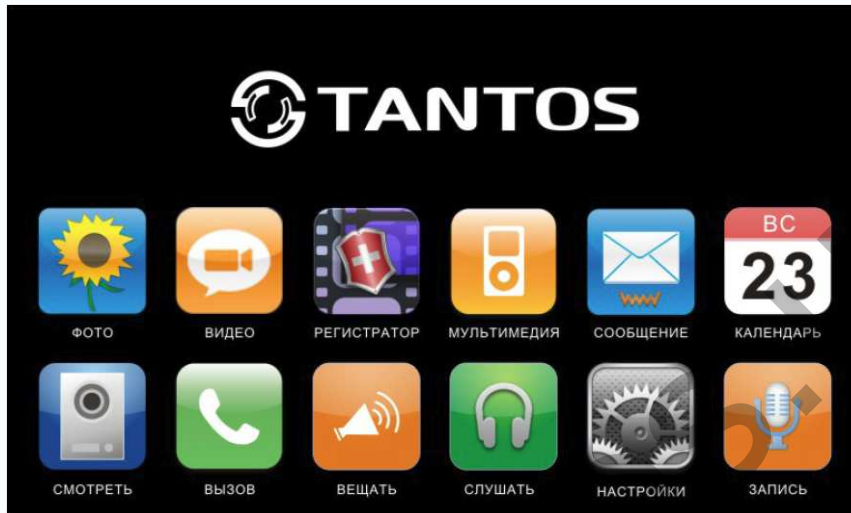 TANTOS
ВС
23
ФОТО
ВИДЕО
РЕГИСТРАТОР
МУЛЬТИМЕДИЯ
СООБЩЕНИЕ
КАЛЕНДАРЬ
СМОТРЕТЬ
ВЫЗОВ
ВЕЩАТЬ
СЛУШАТЬ
НАСТРОЙКИ
ЗАПИСЬ